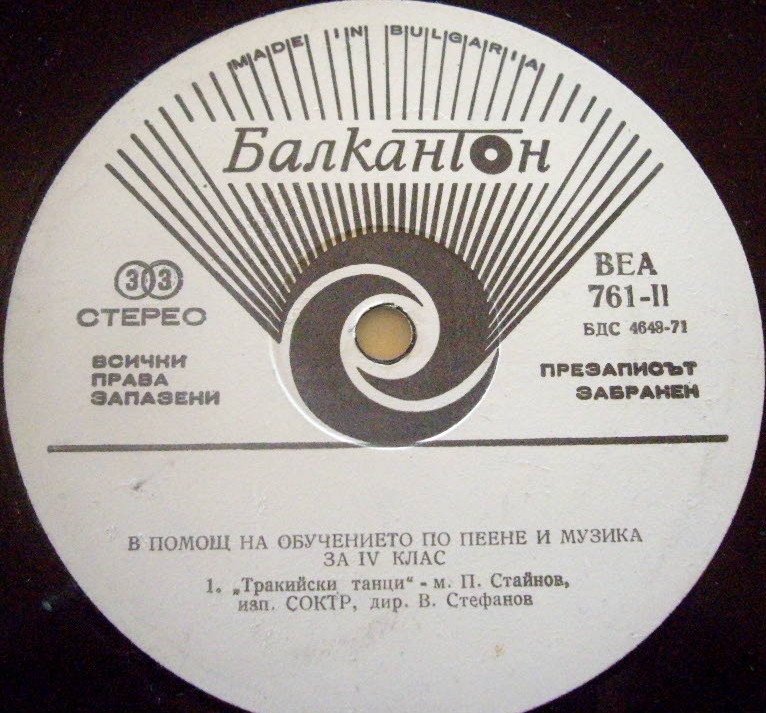 MADE IN BULGARIA
Балкантон
33
СТЕРЕО
ВСИЧКИ
ПРАВА
ЗАПАЗЕНИ
ВЕА
761-II
БДС 4649-71
ПРЕЗАПИСЪТ
ЗАБРАНЕН
В ПОМОЩ НА ОБУЧЕНИЕТО ПО ПЕЕНЕ И МУЗИКА
ЗА IV КЛАС
1. „Тракийски танци“ - м. П. Стайнов,
изп. СОКТР, дир. В. Стефанов